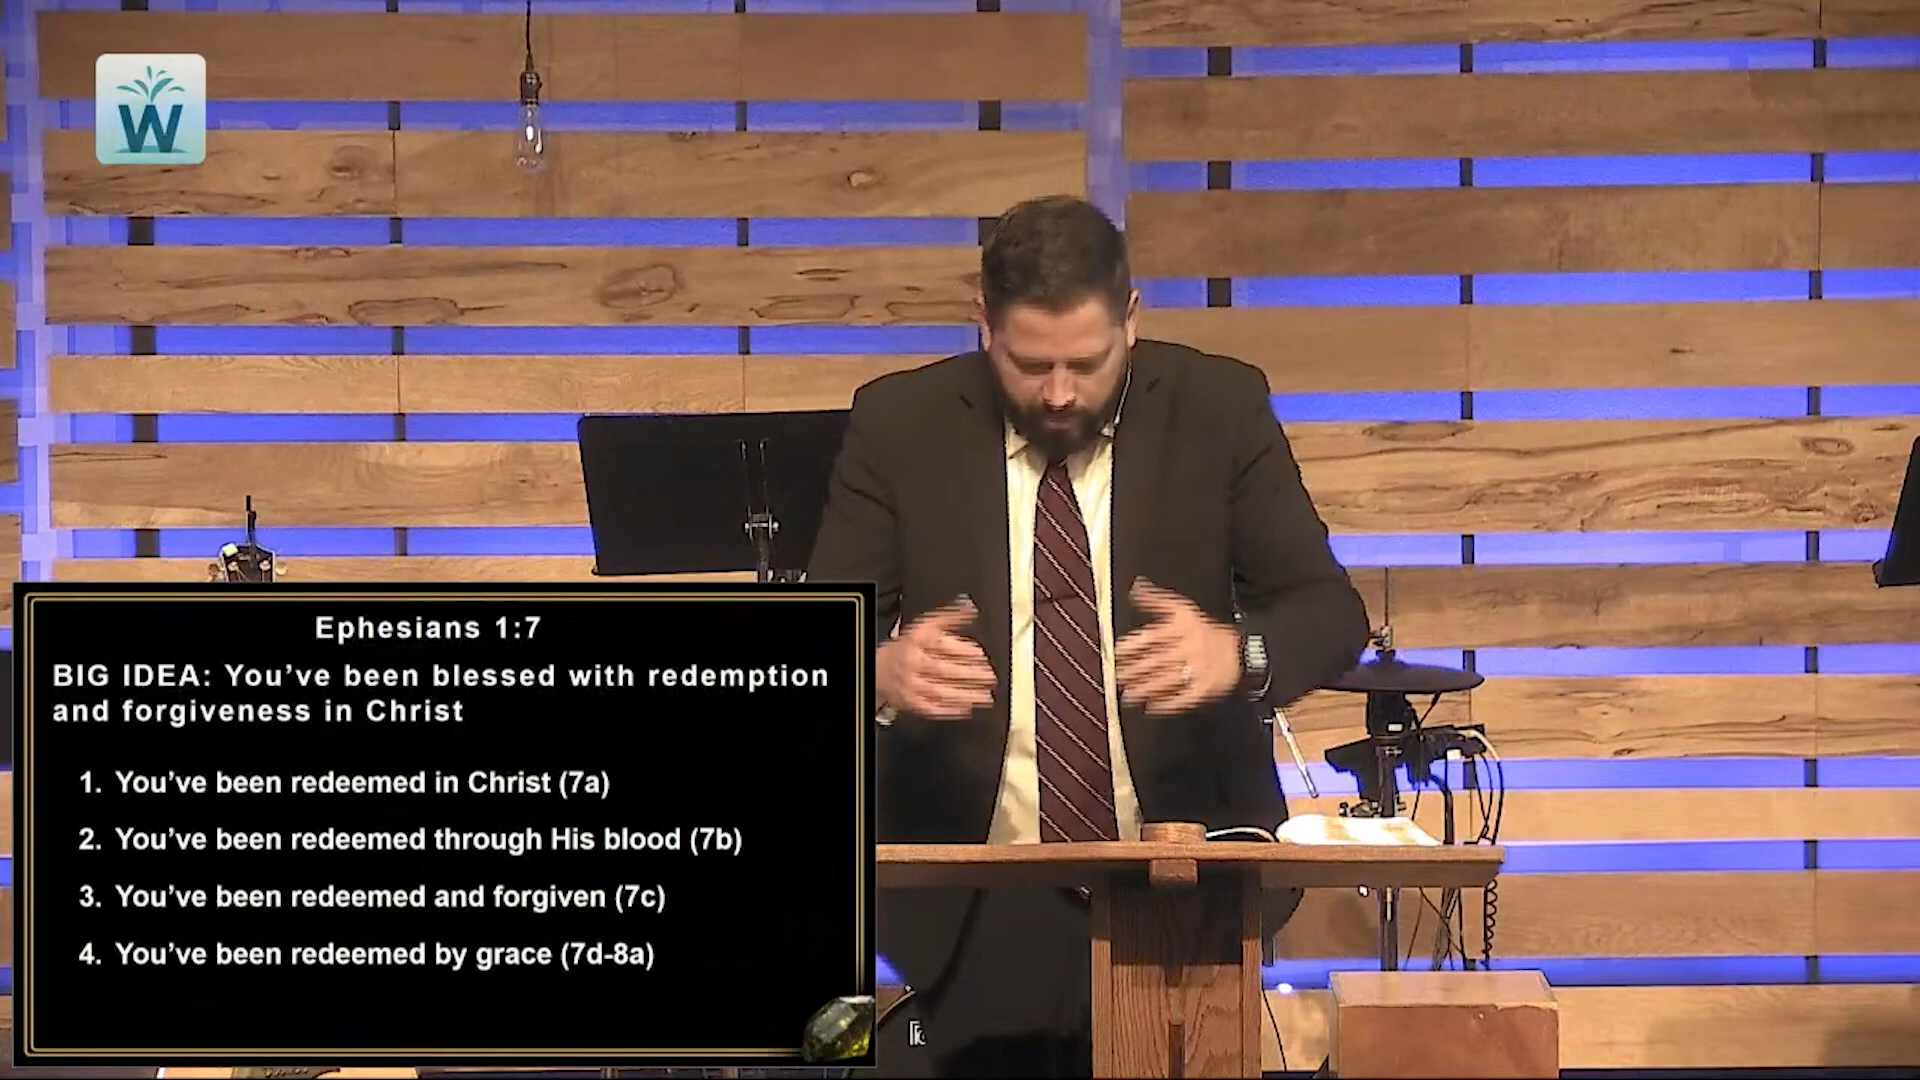 W
Ephesians 1:7
BIG IDEA: You’ve been blessed with redemption
and forgiveness in Christ
1. You’ve been redeemed in Christ (7a)
2. You’ve been redeemed through His blood (7b)
3. You’ve been redeemed and forgiven (7c)
4. You’ve been redeemed by grace (7d-8a)